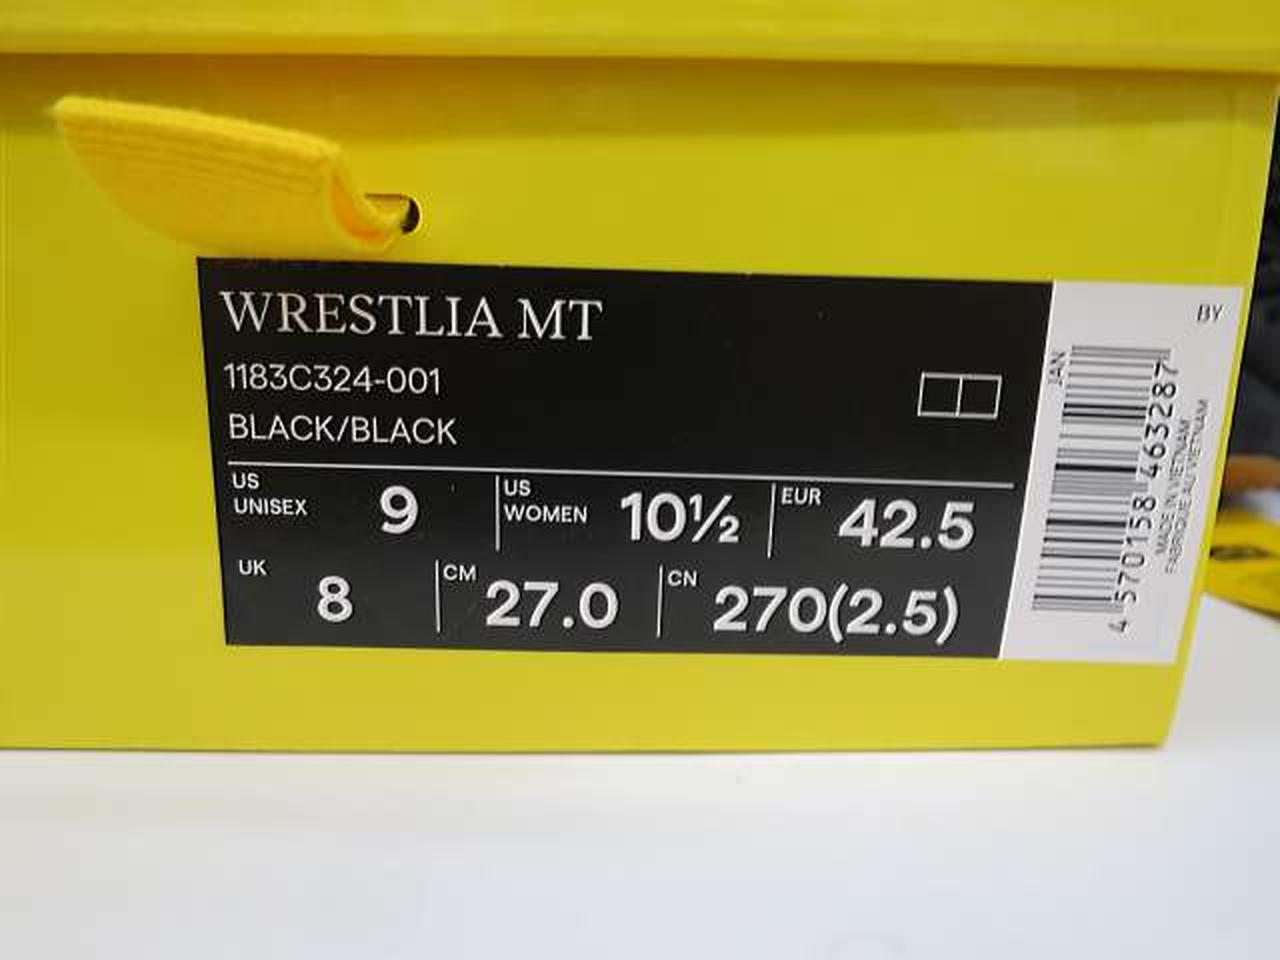 WRESTLIA MT
1183C324-001
BLACK/BLACK
US UNISEX 9
US WOMEN 10½
EUR 42.5
UK 8
CM 27.0
CN 270(2.5)
BY
JAN
4 570158 463287
MADE IN VIETNAM
FABRIQUE AU VIETNAM